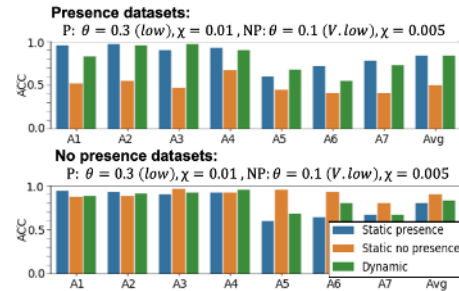 Presence datasets:
P: θ = 0.3 (low), χ = 0.01 , NP: θ = 0.1 (V. low), χ = 0.005
1.0
0.5
0.0
ACC
A1 A2 A3 A4 A5 A6 A7 Avg
No presence datasets:
P: θ = 0.3 (low), χ = 0.01 , NP: θ = 0.1 (V. low), χ = 0.005
1.0
0.5
0.0
ACC
Static presence
Static no presence
Dynamic
A1 A2 A3 A4 A5 A6 A7 Avg